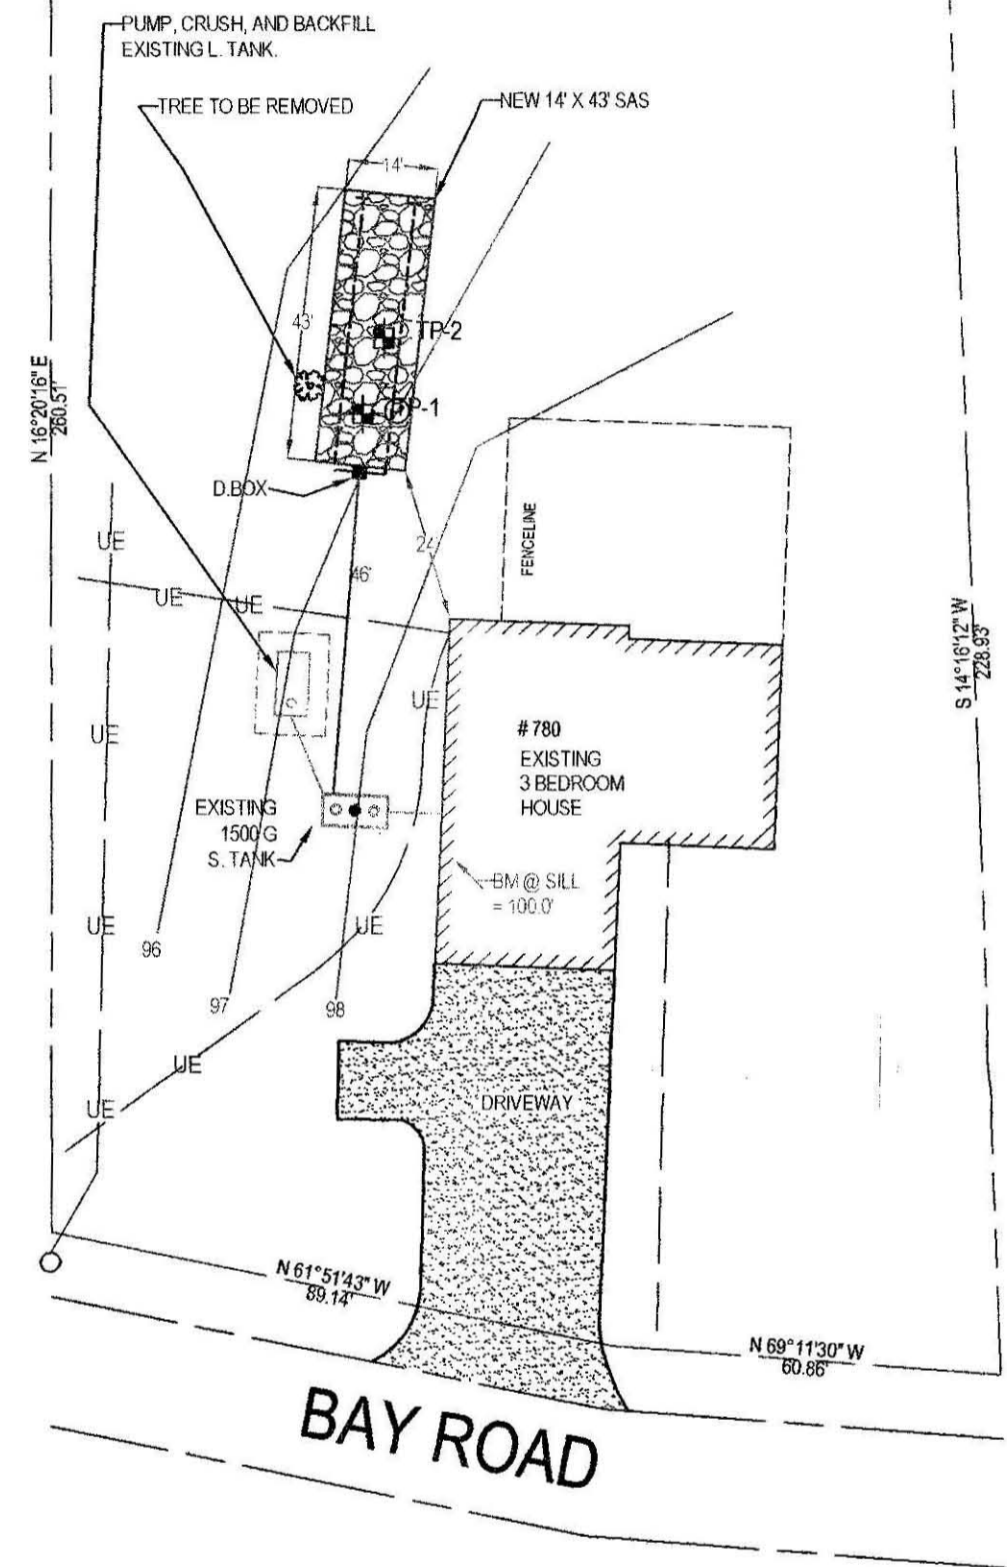 PUMP, CRUSH, AND BACKFILL
EXISTING L. TANK.
TREE TO BE REMOVED
NEW 14' X 43' SAS
14'
43'
TP-2
TP-1
N 16°20'16" E
260.51'
D.BOX
24'
46'
FENCELINE
UE
UE
UE
UE
UE
S 14°16'12" W
228.93'
# 780
EXISTING
3 BEDROOM
HOUSE
EXISTING
1500 G
S. TANK
BM @ SILL
= 100.0'
UE
UE
96
97
98
UE
UE
DRIVEWAY
N 61°51'43" W
89.14'
N 69°11'30" W
60.86'
BAY ROAD